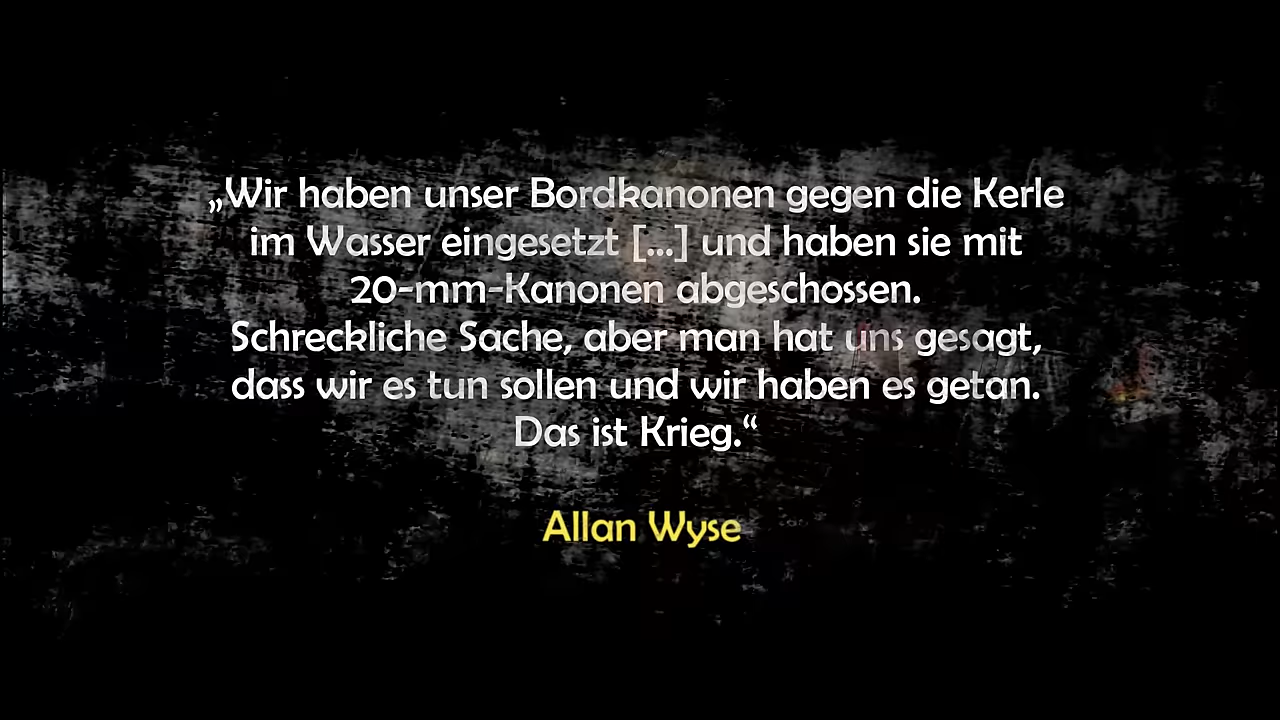 „Wir haben unser Bordkanonen gegen die Kerle
im Wasser eingesetzt [...] und haben sie mit
20-mm-Kanonen abgeschossen.
Schreckliche Sache, aber man hat uns gesagt,
dass wir es tun sollen und wir haben es getan.
Das ist Krieg.“
Allan Wyse